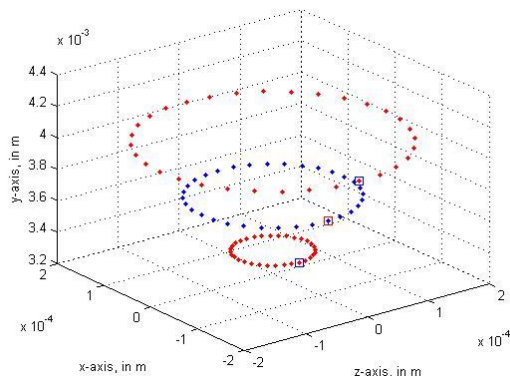 x 10⁻³
4.4
4.2
4
3.8
3.6
3.4
3.2
y-axis, in m
2
1
0
-1
-2
x 10⁻⁴
x-axis, in m
-2
-1
0
1
2
x 10⁻⁴
z-axis, in m